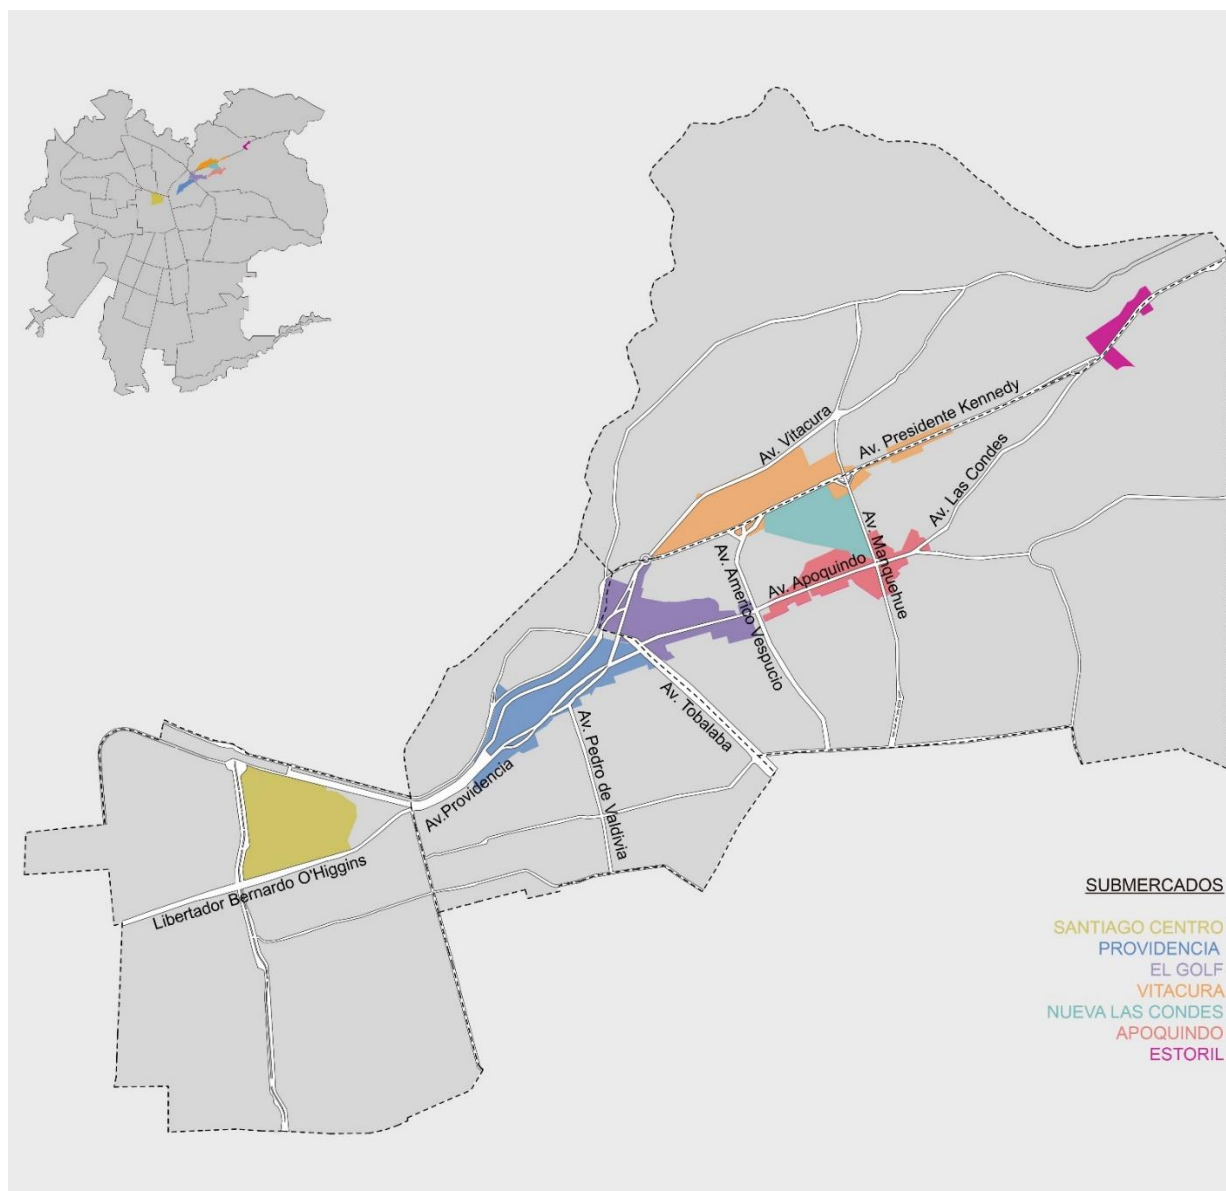 Av. Vitacura
Av. Presidente Kennedy
Av. Las Condes
Av. Manquehue
Av. Apoquindo
Av. Americo Vespucio
Av. Tobalaba
Av. Pedro de Valdivia
Av.Providencia
Libertador Bernardo O'Higgins
SUBMERCADOS
SANTIAGO CENTRO
PROVIDENCIA
EL GOLF
VITACURA
NUEVA LAS CONDES
APOQUINDO
ESTORIL